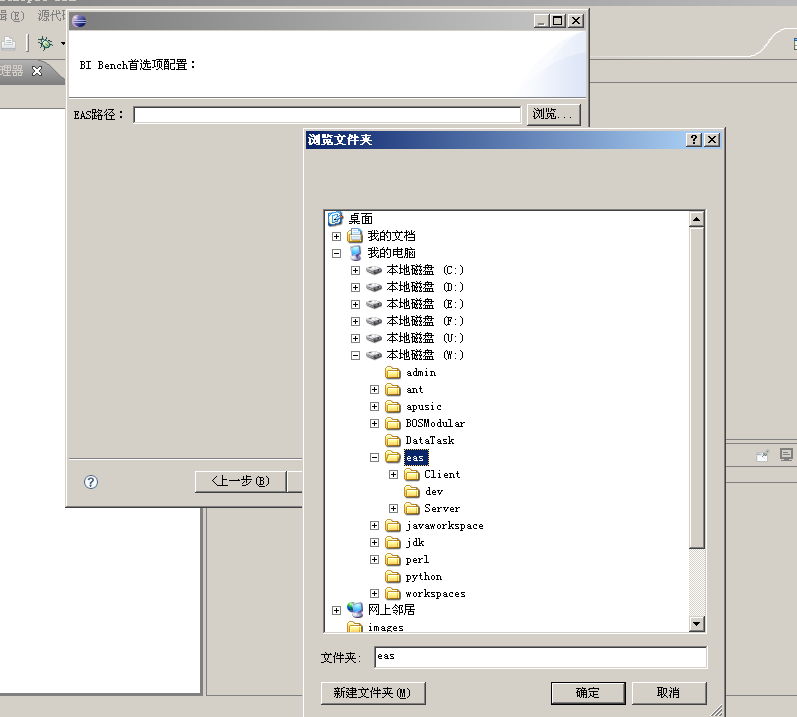 源代码
BI Bench首选项配置：
EAS路径：
浏览...
浏览文件夹
桌面
我的文档
我的电脑
本地磁盘 (C:)
本地磁盘 (D:)
本地磁盘 (E:)
本地磁盘 (F:)
本地磁盘 (U:)
本地磁盘 (W:)
admin
ant
apusic
BOSModular
DataTask
eas
Client
dev
Server
javaworkspace
jdk
perl
python
workspaces
网上邻居
images
<上一步(B)
文件夹:
eas
新建文件夹(M)
确定
取消